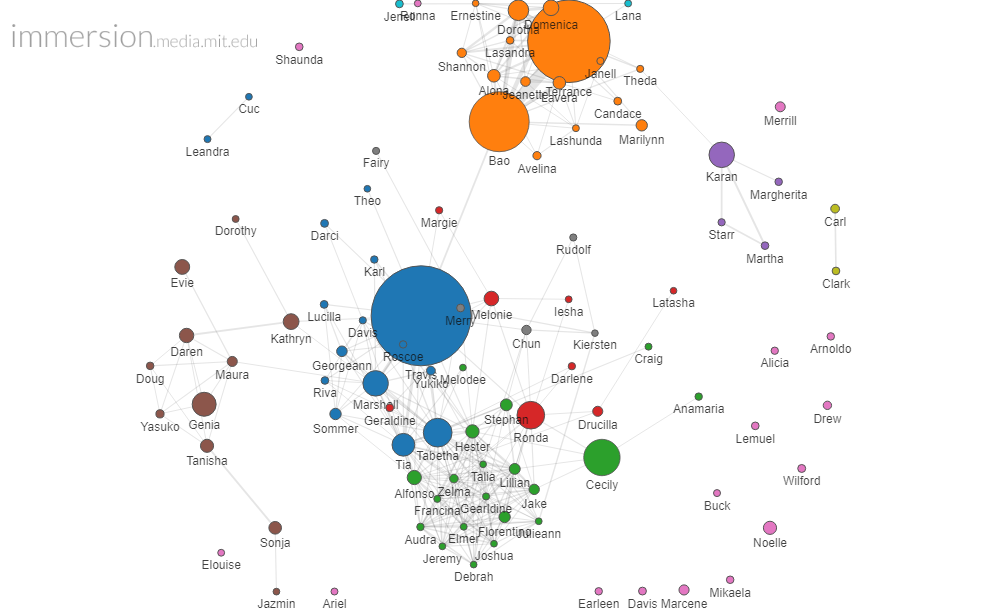 Jenell
Ronna
Ernestine
Lana
Domenica
Dorotha
immersion.media.mit.edu
Lasandra
Shaunda
Shannon
Janell
Theda
Alona
Jeanette
Terrance
Lavera
Cuc
Candace
Merrill
Leandra
Lashunda
Marilynn
Fairy
Bao
Avelina
Karan
Theo
Margherita
Margie
Carl
Dorothy
Darci
Starr
Rudolf
Martha
Karl
Evie
Clark
Latasha
Iesha
Lucilla
Merry
Melonie
Davis
Kathryn
Chun
Kiersten
Arnoldo
Daren
Roscoe
Craig
Alicia
Georgeann
Maura
Travis
Doug
Yukiko
Melodee
Darlene
Riva
Marshall
Anamaria
Geraldine
Stephan
Drew
Yasuko
Genia
Sommer
Drucilla
Ronda
Lemuel
Hester
Tabetha
Tanisha
Tia
Talia
Wilford
Lillian
Cecily
Alfonso
Zelma
Jake
Francina
Gearldine
Buck
Florentino
Julieann
Audra
Elmer
Sonja
Noelle
Joshua
Jeremy
Elouise
Debrah
Mikaela
Jazmin
Ariel
Earleen
Davis
Marcene